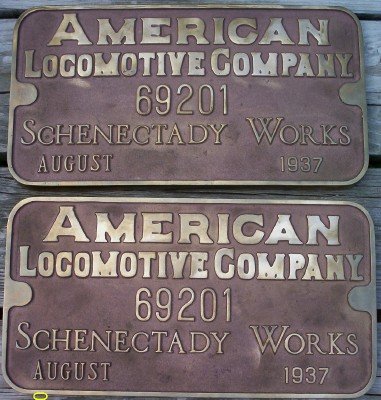 AMERICAN
LOCOMOTIVE COMPANY
69201
SCHENECTADY WORKS
AUGUST 1937
AMERICAN
LOCOMOTIVE COMPANY
69201
SCHENECTADY WORKS
AUGUST 1937